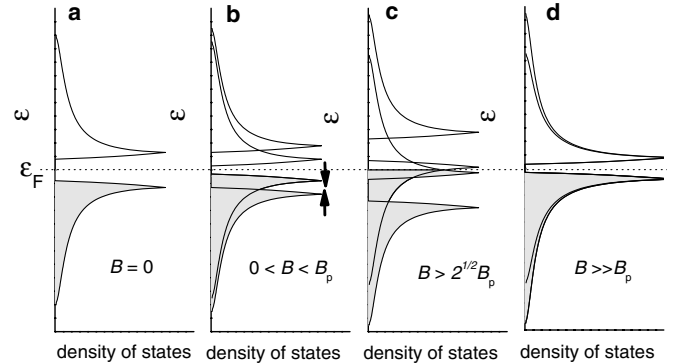 a
b
c
d
ε
ε
ε
ε_F
B = 0
0 < B < B_p
B > 2^{1/2}B_p
B >>B_p
density of states
density of states
density of states
density of states